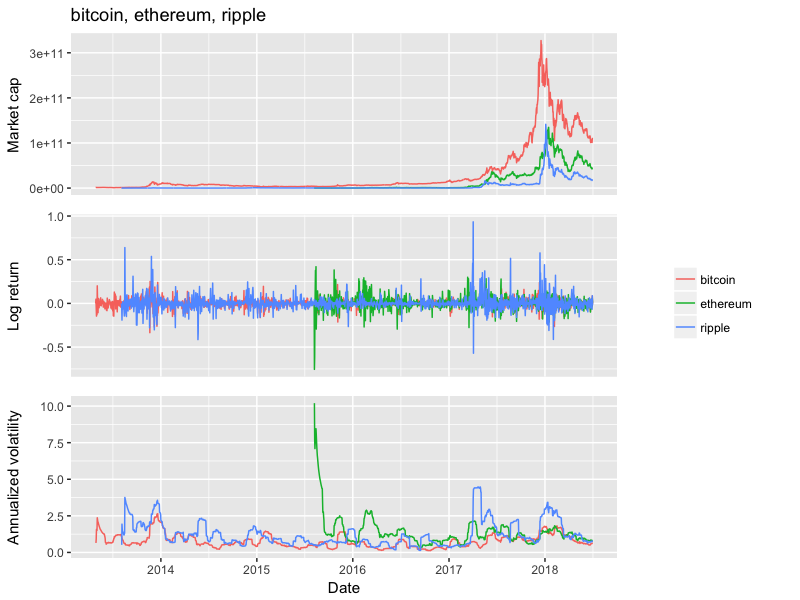 bitcoin, ethereum, ripple
Market cap
3e+11
2e+11
1e+11
0e+00
Log return
1.0
0.5
0.0
-0.5
bitcoin
ethereum
ripple
Annualized volatility
10.0
7.5
5.0
2.5
0.0
2014 2015 2016 2017 2018
Date